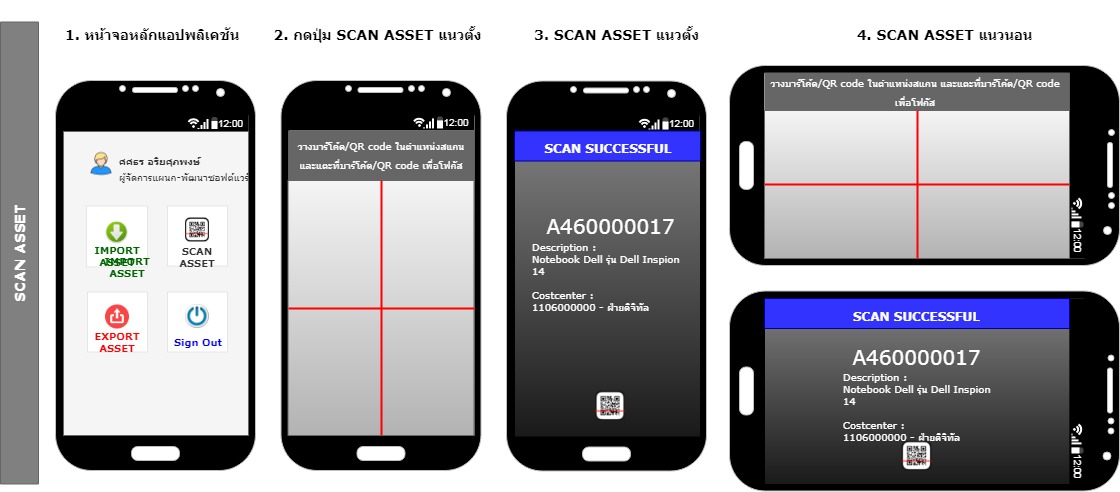 SCAN ASSET
1. หน้าจอหลักแอปพลิเคชัน
12:00
ศศธร อริยศุภพงษ์
ผู้จัดการแผนก-พัฒนาซอฟต์แวร์
IMPORT
ASSET
IMPORT
ASSET
SCAN
ASSET
EXPORT
ASSET
Sign Out
2. กดปุ่ม SCAN ASSET แนวตั้ง
12:00
วางบาร์โค้ด/QR code ในตำแหน่งสแกน
และแตะที่บาร์โค้ด/QR code เพื่อโฟกัส
3. SCAN ASSET แนวตั้ง
12:00
SCAN SUCCESSFUL
A460000017
Description :
Notebook Dell รุ่น Dell Inspion
14
Costcenter :
1106000000 - ฝ่ายดิจิทัล
4. SCAN ASSET แนวนอน
วางบาร์โค้ด/QR code ในตำแหน่งสแกน และแตะที่บาร์โค้ด/QR code
เพื่อโฟกัส
12:00
SCAN SUCCESSFUL
A460000017
Description :
Notebook Dell รุ่น Dell Inspion
14
Costcenter :
1106000000 - ฝ่ายดิจิทัล
12:00